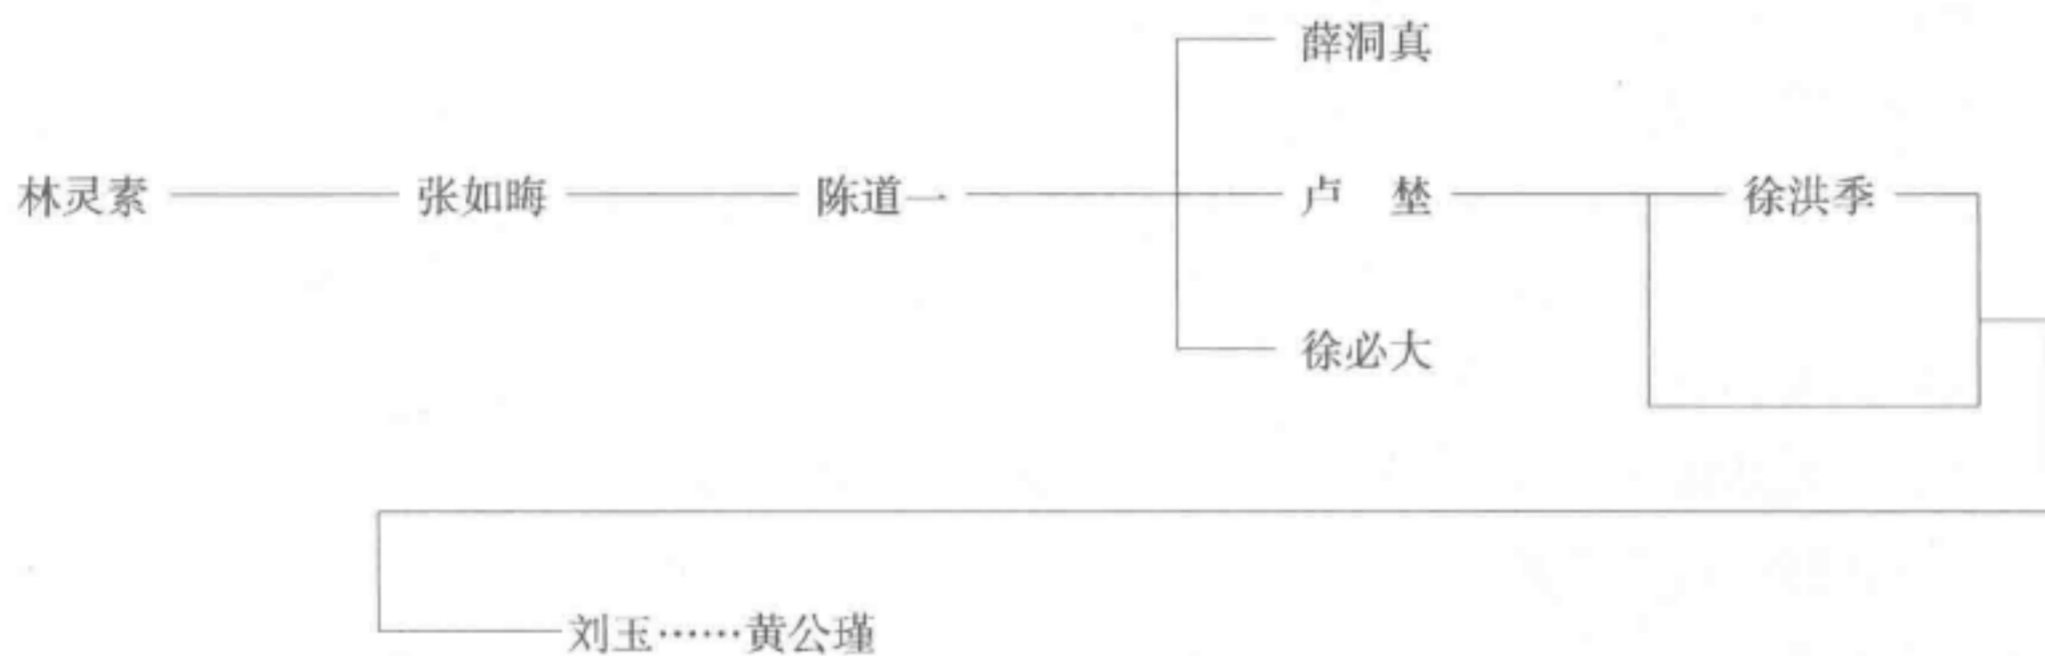 薛洞真
林灵素 张如晦 陈道一 卢 埜 徐洪季
徐必大
刘玉……黄公瑾